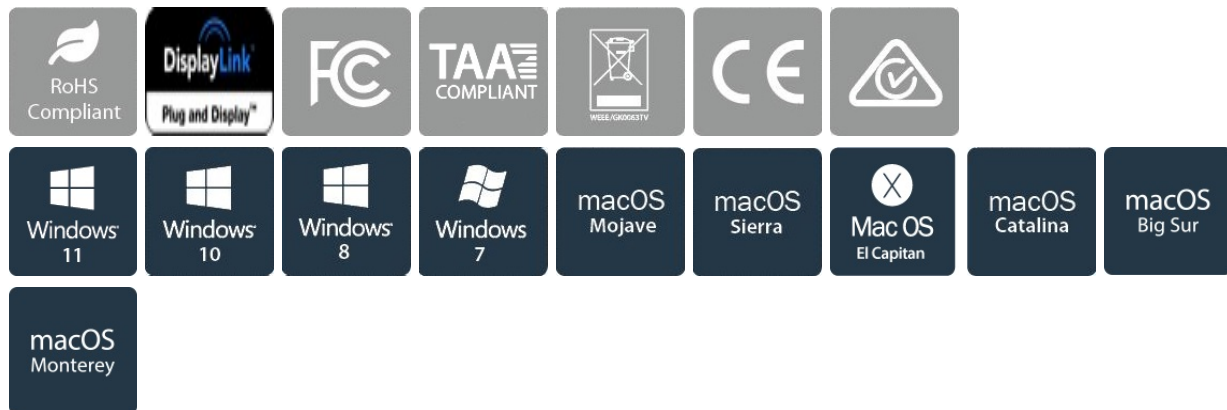 RoHS
Compliant
DisplayLink
Plug and Display™
FC
TAA
COMPLIANT
WEEE/GK0063TV
CE
Windows
11
Windows
10
Windows
8
Windows
7
macOS
Mojave
macOS
Sierra
X
Mac OS
El Capitan
macOS
Catalina
macOS
Big Sur
macOS
Monterey